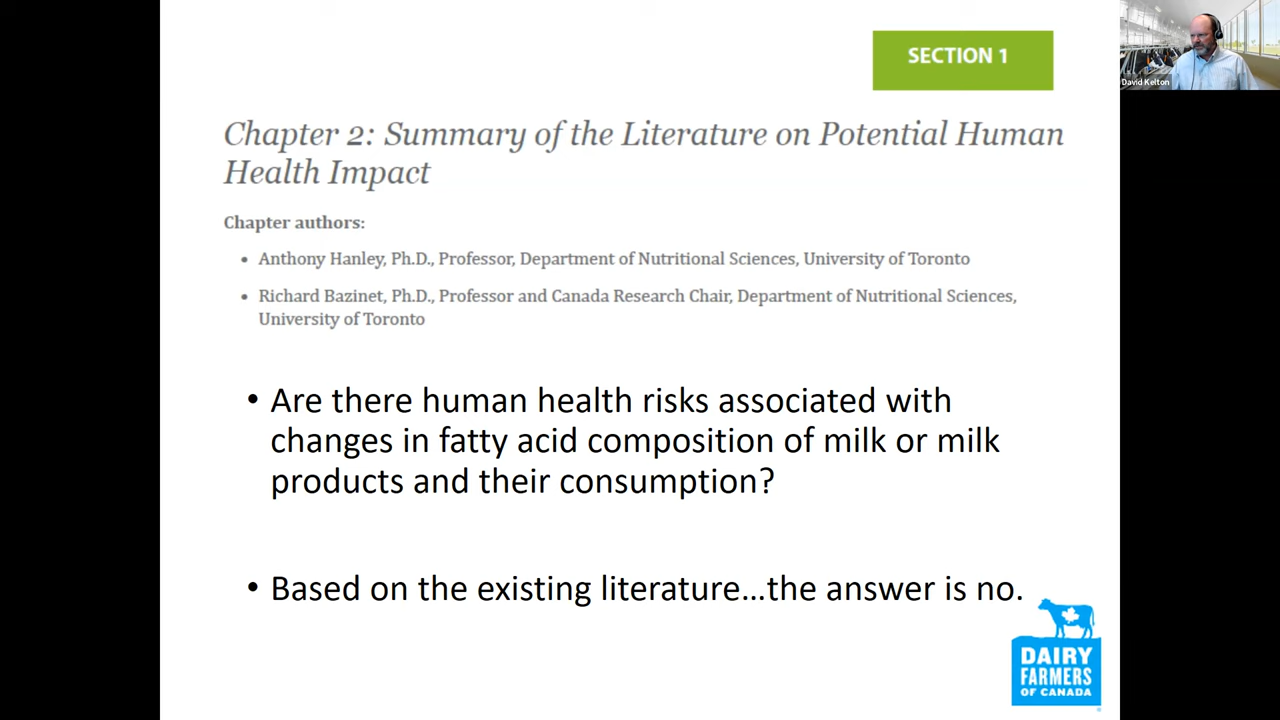 SECTION 1
David Kelton
Chapter 2: Summary of the Literature on Potential Human
Health Impact
Chapter authors:
• Anthony Hanley, Ph.D., Professor, Department of Nutritional Sciences, University of Toronto
• Richard Bazinet, Ph.D., Professor and Canada Research Chair, Department of Nutritional Sciences,
University of Toronto
• Are there human health risks associated with
changes in fatty acid composition of milk or milk
products and their consumption?
• Based on the existing literature…the answer is no.
DAIRY
FARMERS
OF CANADA